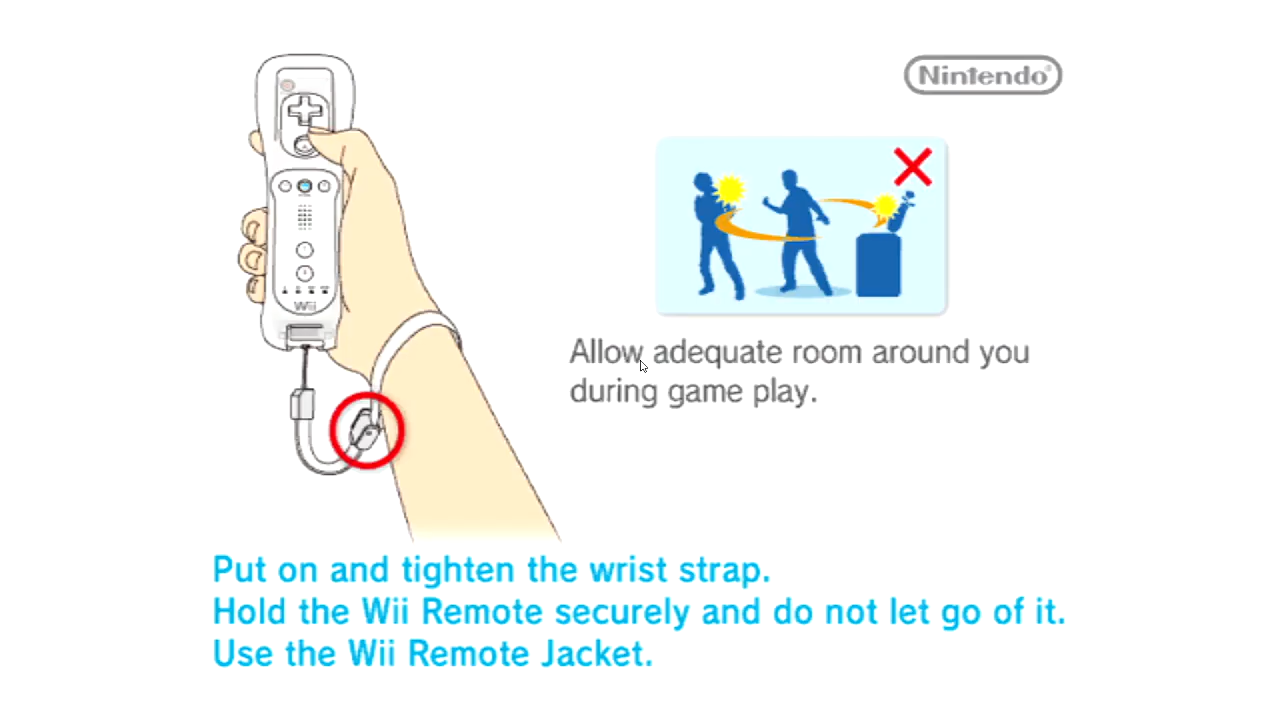 Nintendo®
Allow adequate room around you
during game play.
Wii
Put on and tighten the wrist strap.
Hold the Wii Remote securely and do not let go of it.
Use the Wii Remote Jacket.